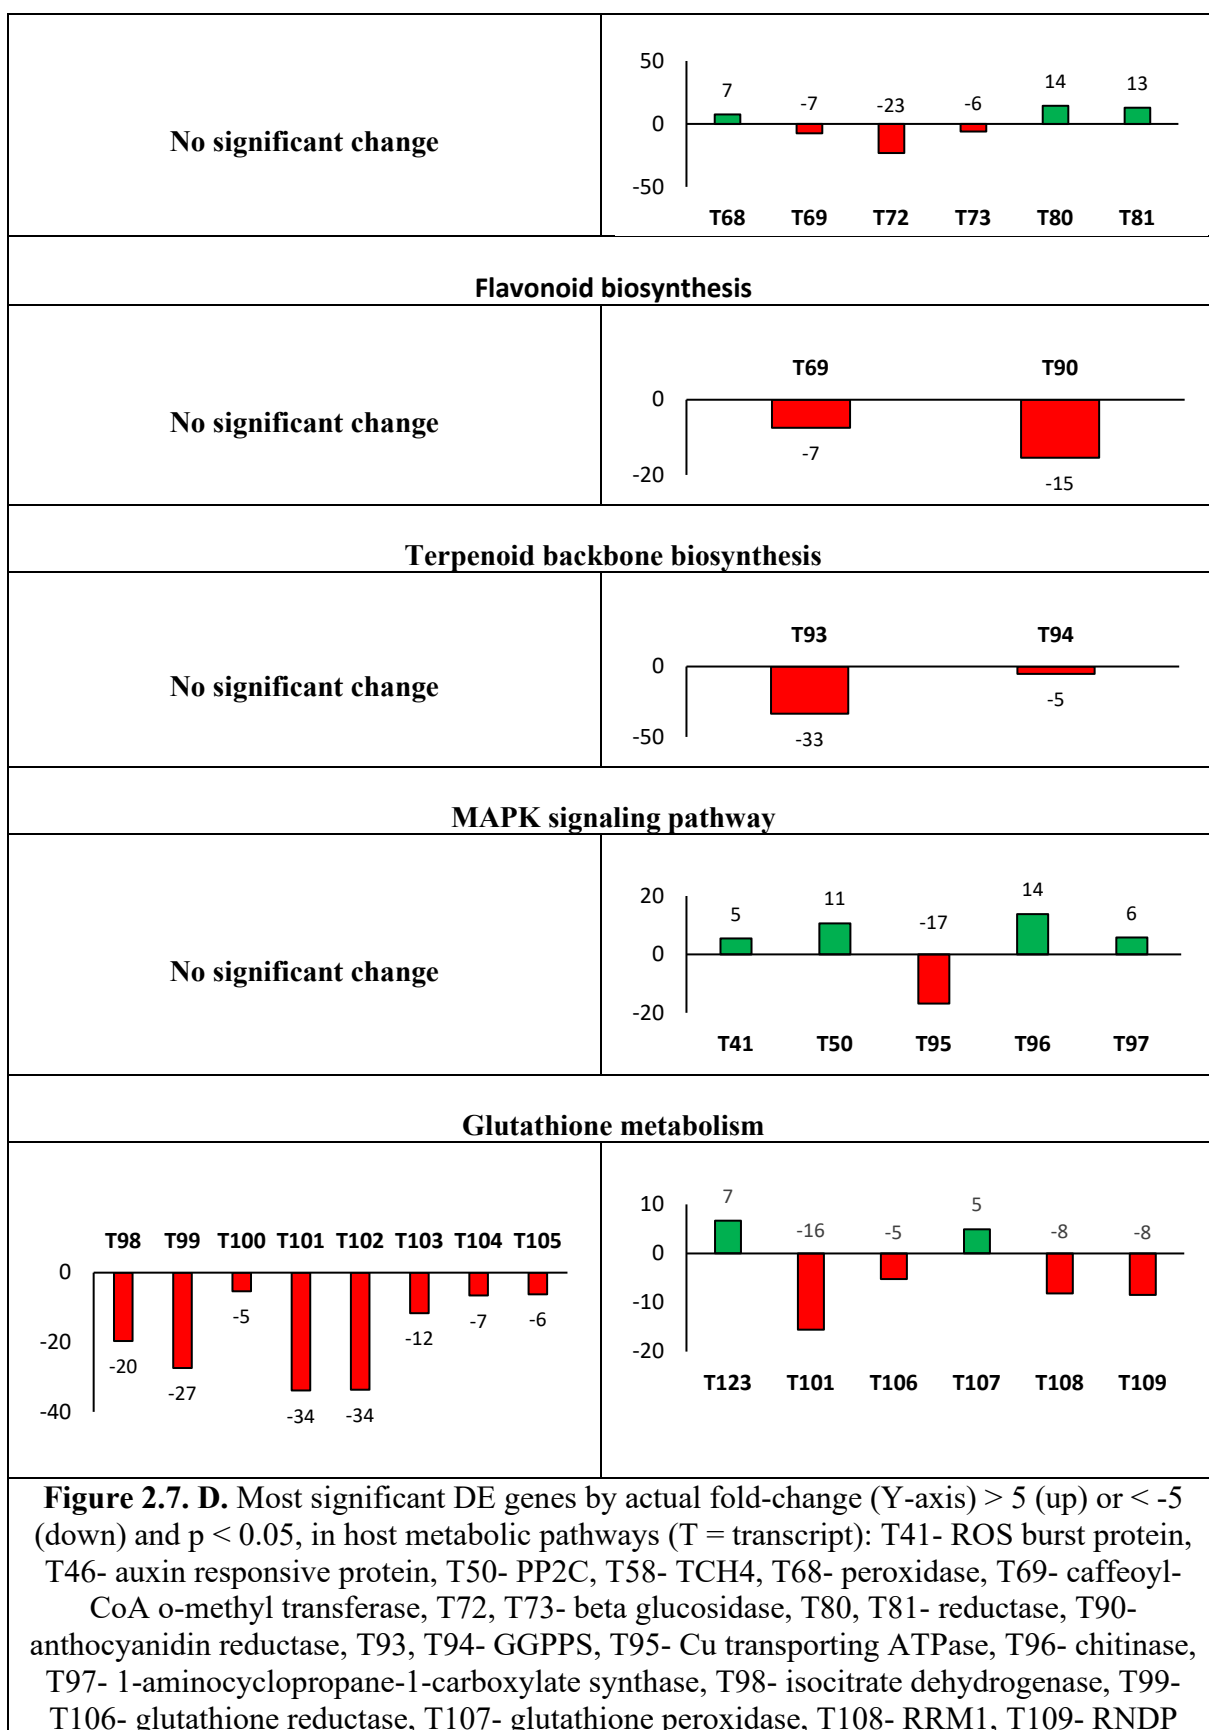 No significant change
50
0
-50
7
-7
-23
-6
14
13
T68 T69 T72 T73 T80 T81
Flavonoid biosynthesis
No significant change
T69 T90
0
-20
-7
-15
Terpenoid backbone biosynthesis
No significant change
T93 T94
0
-50
-33
-5
MAPK signaling pathway
No significant change
20
0
-20
5
11
-17
14
6
T41 T50 T95 T96 T97
Glutathione metabolism
T98 T99 T100 T101 T102 T103 T104 T105
0
-20
-40
-20
-27
-5
-34
-34
-12
-7
-6
10
0
-10
-20
7
-16
-5
5
-8
-8
T123 T101 T106 T107 T108 T109
Figure 2.7. D. Most significant DE genes by actual fold-change (Y-axis) > 5 (up) or < -5
(down) and p < 0.05, in host metabolic pathways (T = transcript): T41- ROS burst protein,
T46- auxin responsive protein, T50- PP2C, T58- TCH4, T68- peroxidase, T69- caffeoyl-
CoA o-methyl transferase, T72, T73- beta glucosidase, T80, T81- reductase, T90-
anthocyanidin reductase, T93, T94- GGPPS, T95- Cu transporting ATPase, T96- chitinase,
T97- 1-aminocyclopropane-1-carboxylate synthase, T98- isocitrate dehydrogenase, T99-
T106- glutathione reductase, T107- glutathione peroxidase, T108- RRM1, T109- RNDP